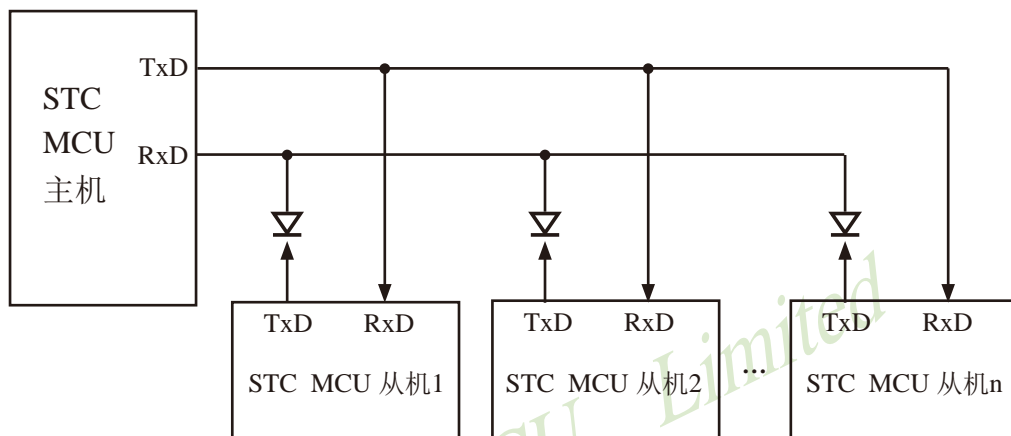 TxD
STC
MCU
主机
RxD
TxD RxD
STC MCU 从机1
TxD RxD
STC MCU 从机2
...
TxD RxD
STC MCU 从机n
MCU Limited